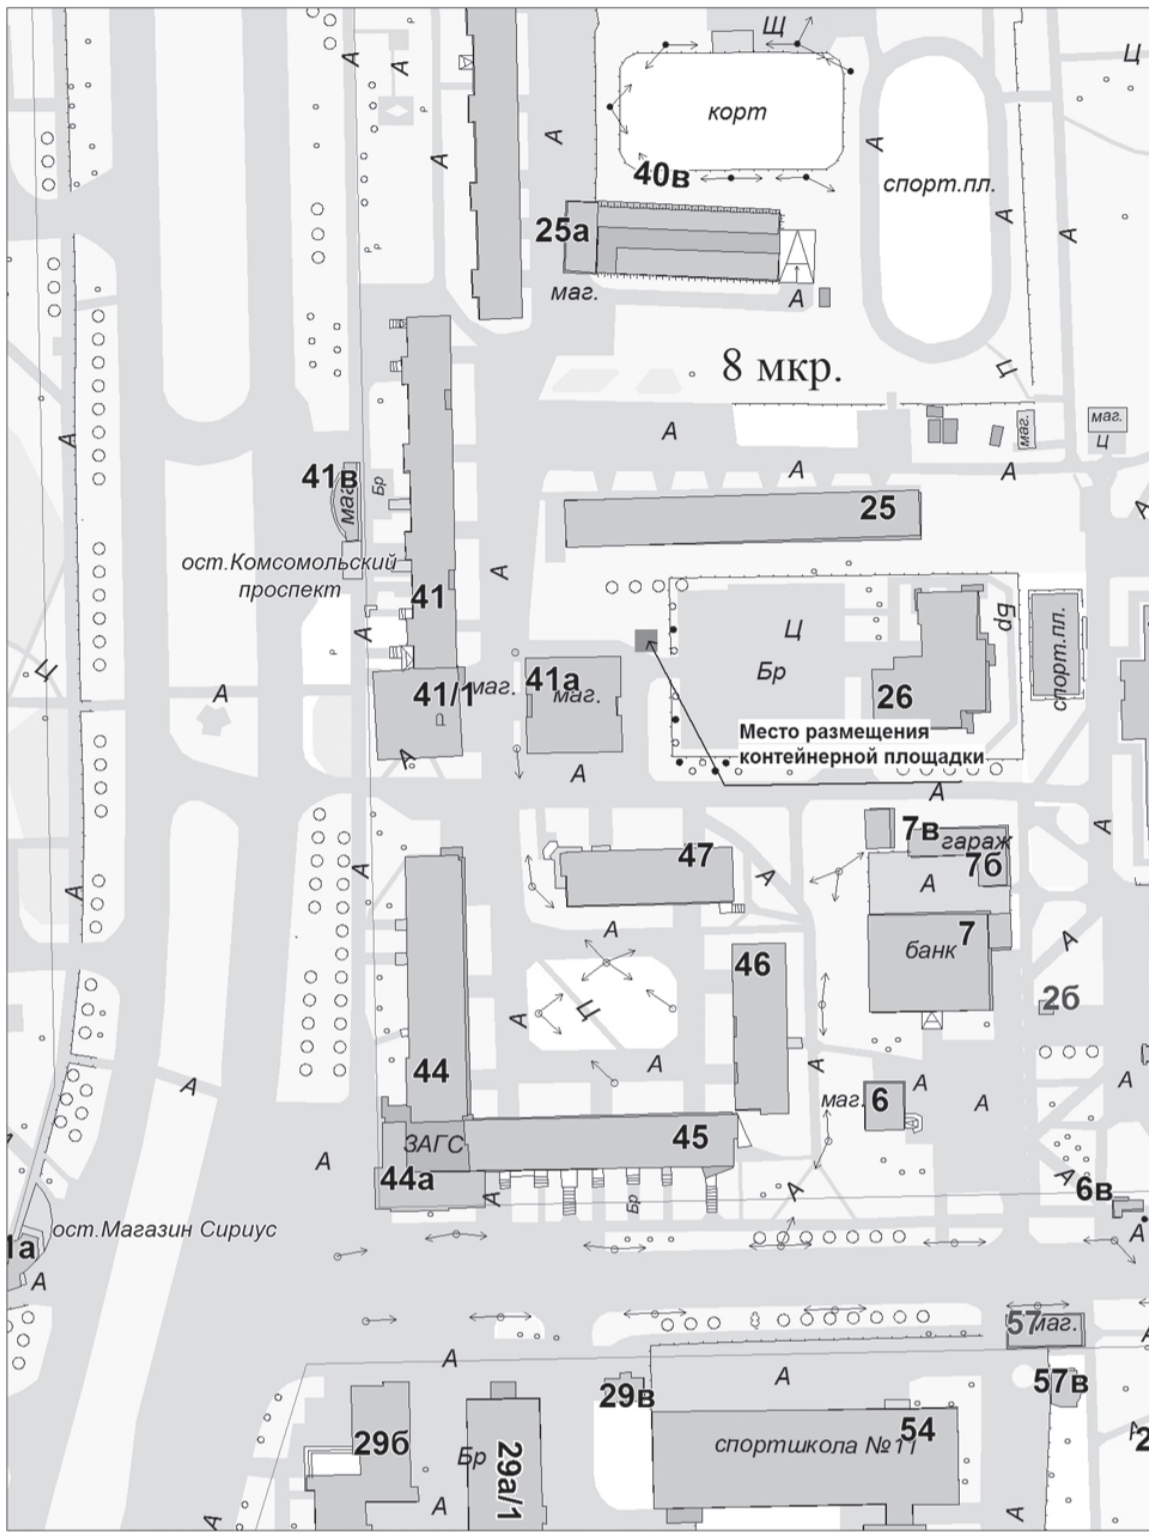 Щ
Ц
А
А
корт
А
А
А
40в
спорт.пл.
25а
А
А
маг.
А
8 мкр.
Ц
А
А
маг.
маг.
Ц
41в
маг.
Бр
А
А
25
А
ост.Комсомольский
проспект
А
41
А
Ц
Бр
Бр
спорт.пл.
Ц
А
41/1
маг.
41а
маг.
26
А
Место размещения
контейнерной площадки
А
А
7в
гараж
7б
47
А
А
А
А
А
7
банк
А
46
26
А
Ц
А
44
А
А
А
А
маг.
6
А
ЗАГС
45
А
44а
А
Бр
А
А
6в
ост.Магазин Сириус
1а
А
А
57
маг.
А
А
А
29в
57в
29б
Бр
29а/1
54
спортшкола №11
А
А
А